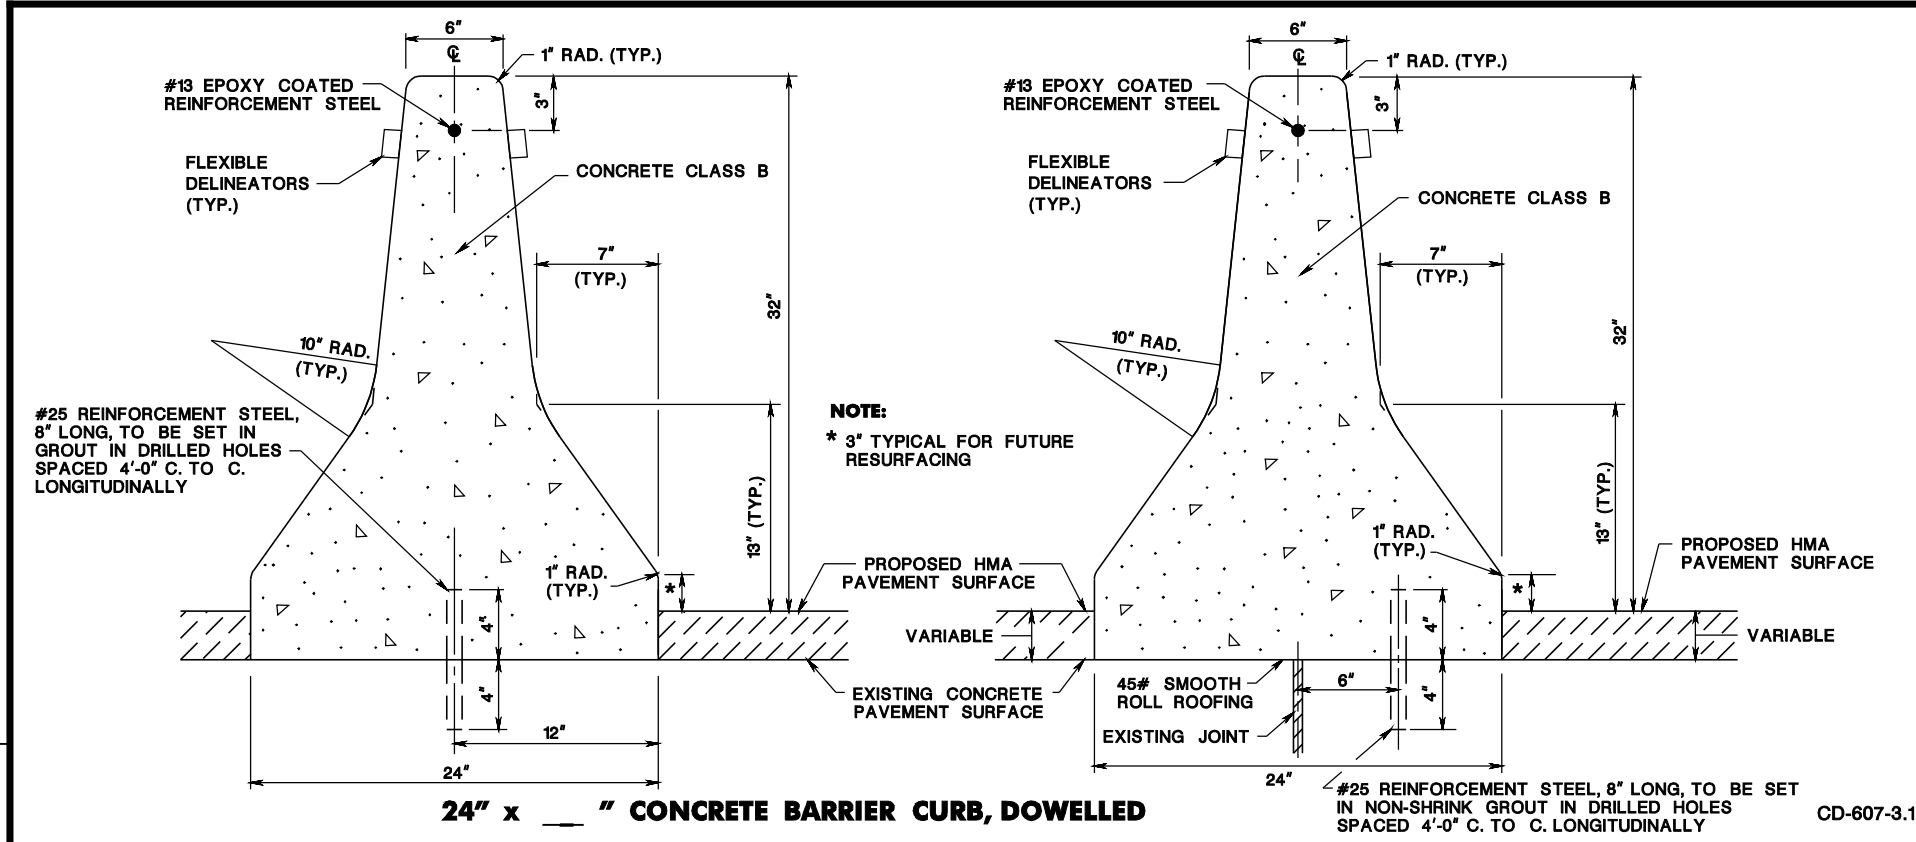 6"
℄
1" RAD. (TYP.)
#13 EPOXY COATED
REINFORCEMENT STEEL
3"
FLEXIBLE
DELINEATORS
(TYP.)
CONCRETE CLASS B
7"
(TYP.)
32"
10" RAD.
(TYP.)
#25 REINFORCEMENT STEEL,
8" LONG, TO BE SET IN
GROUT IN DRILLED HOLES
SPACED 4'-0" C. TO C.
LONGITUDINALLY
13" (TYP.)
1" RAD.
(TYP.)
*
4"
4"
12"
24"
NOTE:
* 3" TYPICAL FOR FUTURE
RESURFACING
PROPOSED HMA
PAVEMENT SURFACE
VARIABLE
EXISTING CONCRETE
PAVEMENT SURFACE
6"
℄
1" RAD. (TYP.)
#13 EPOXY COATED
REINFORCEMENT STEEL
3"
FLEXIBLE
DELINEATORS
(TYP.)
CONCRETE CLASS B
7"
(TYP.)
32"
10" RAD.
(TYP.)
13" (TYP.)
1" RAD.
(TYP.)
*
PROPOSED HMA
PAVEMENT SURFACE
VARIABLE
4"
4"
45# SMOOTH
ROLL ROOFING
6"
EXISTING JOINT
24"
#25 REINFORCEMENT STEEL, 8" LONG, TO BE SET
IN NON-SHRINK GROUT IN DRILLED HOLES
SPACED 4'-0" C. TO C. LONGITUDINALLY
24" x __ " CONCRETE BARRIER CURB, DOWELLED
CD-607-3.1